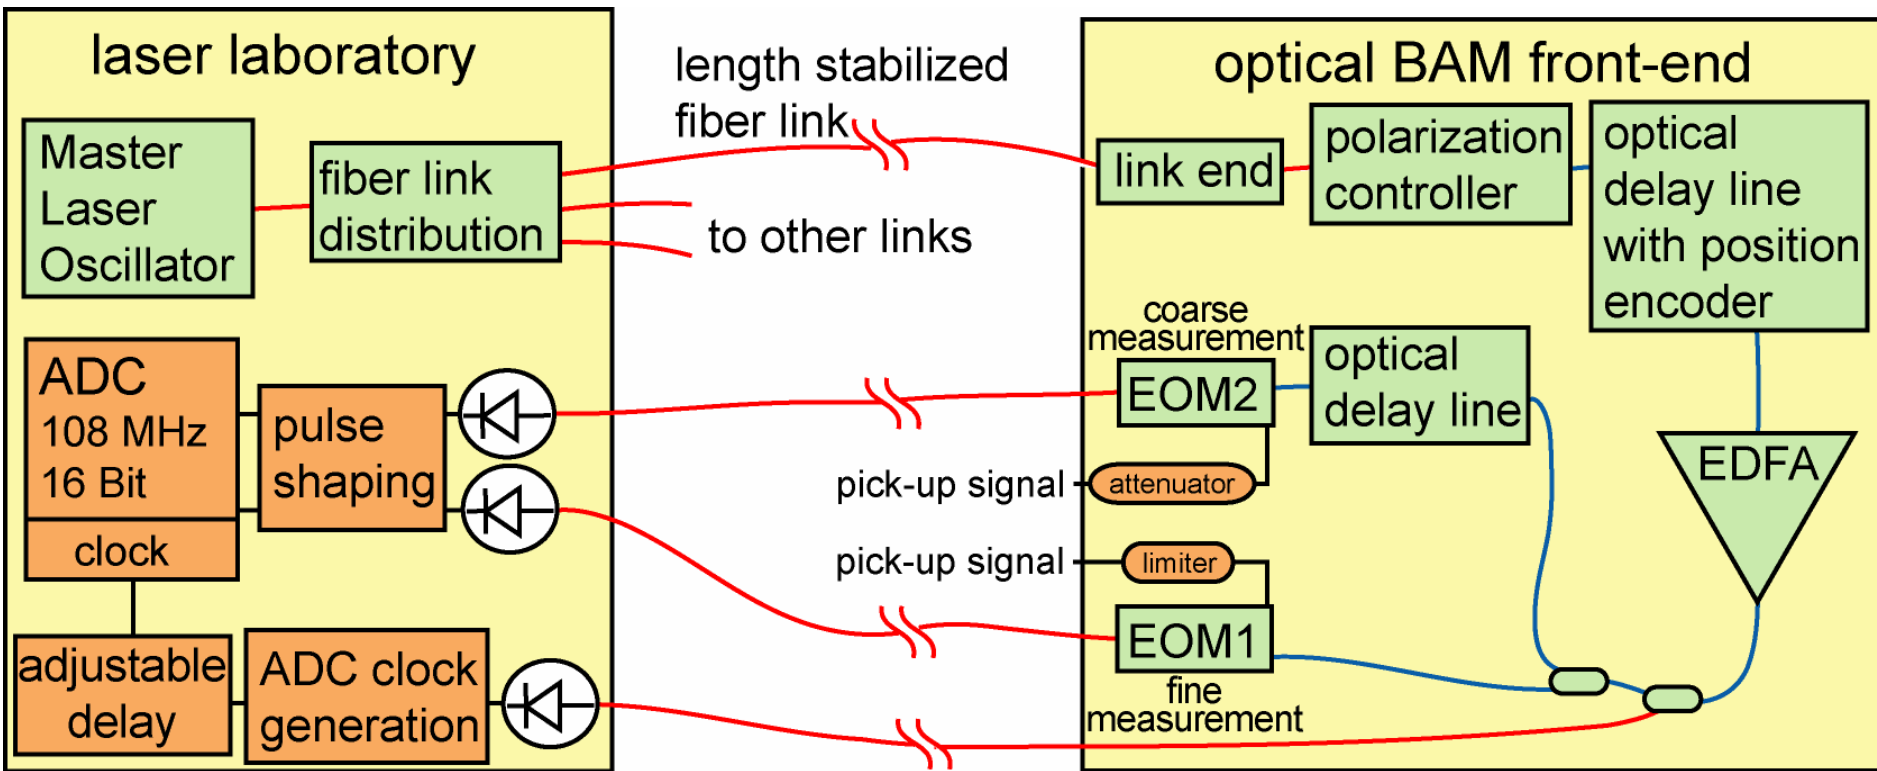 laser laboratory
Master
Laser
Oscillator
fiber link
distribution
length stabilized
fiber link
to other links
optical BAM front-end
link end
polarization
controller
optical
delay line
with position
encoder
coarse
measurement
EOM2
optical
delay line
EDFA
pick-up signal
attenuator
pick-up signal
limiter
EOM1
fine
measurement
ADC
108 MHz
16 Bit
clock
pulse
shaping
adjustable
delay
ADC clock
generation